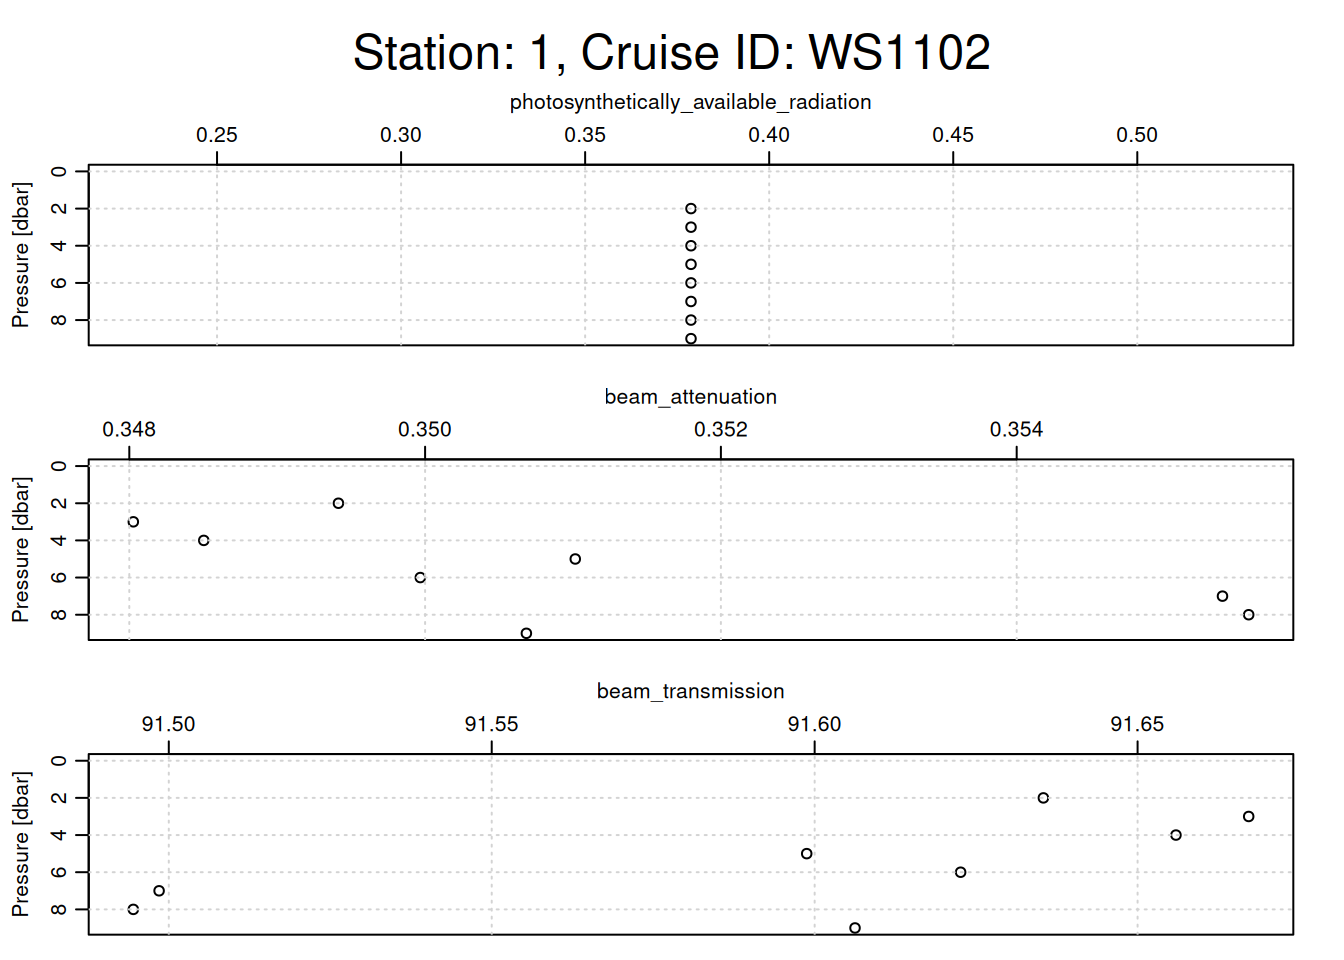 Station: 1, Cruise ID: WS1102
photosynthetically_available_radiation
0.25 0.30 0.35 0.40 0.45 0.50
Pressure [dbar]
0
2
4
6
8
beam_attenuation
0.348 0.350 0.352 0.354
Pressure [dbar]
0
2
4
6
8
beam_transmission
91.50 91.55 91.60 91.65
Pressure [dbar]
0
2
4
6
8